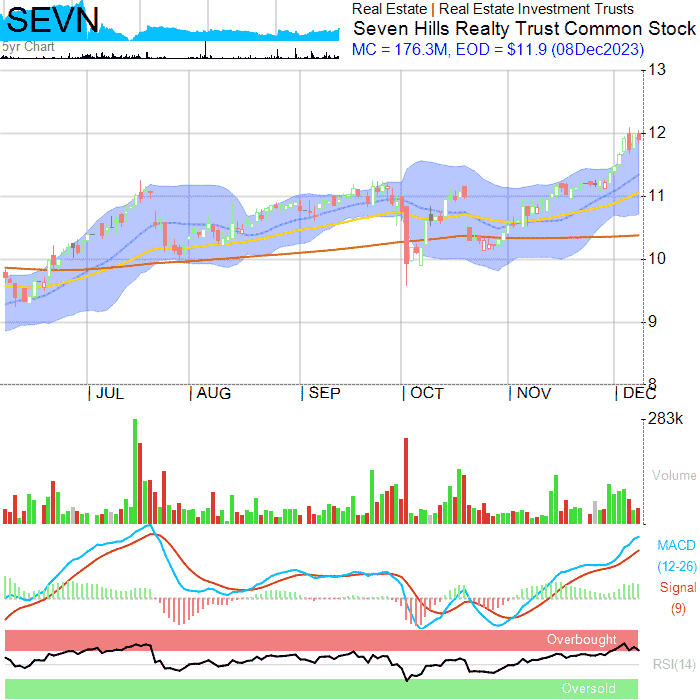 SEVN
5yr Chart
Real Estate | Real Estate Investment Trusts
Seven Hills Realty Trust Common Stock
MC = 176.3M, EOD = $11.9 (08Dec2023)
13
12
11
10
9
8
JUL AUG SEP OCT NOV DEC
283k
Volume
MACD
(12-26)
Signal
(9)
Overbought
RSI(14)
Oversold